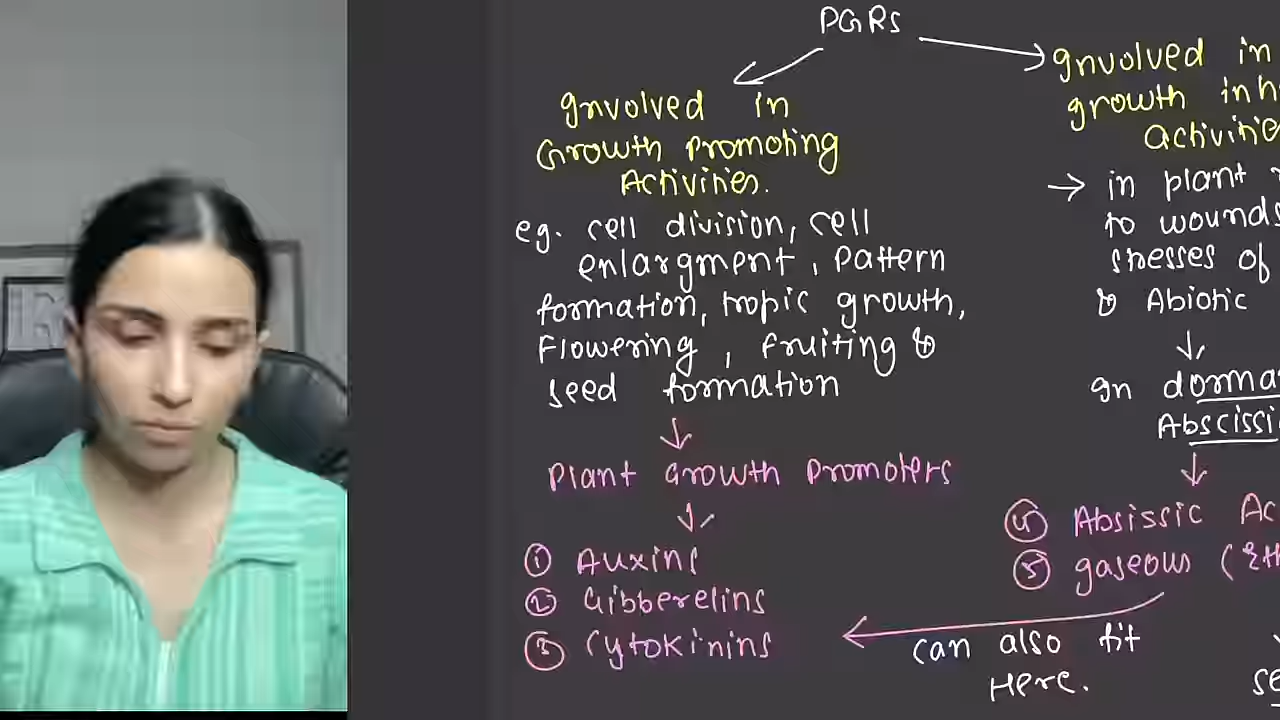 PGRs
Involved in
Growth Promoting
Activities.
eg. cell division, cell
enlargment, Pattern
formation, tropic growth,
Flowering, fruiting &
seed formation
Plant Growth Promoters
① Auxins
② Gibberelins
③ Cytokinins
Involved in
growth
→ in plant
to wounds
stresses of
& Abiotic
In
④ Absissic
⑤ gaseous
can also fit
Here.